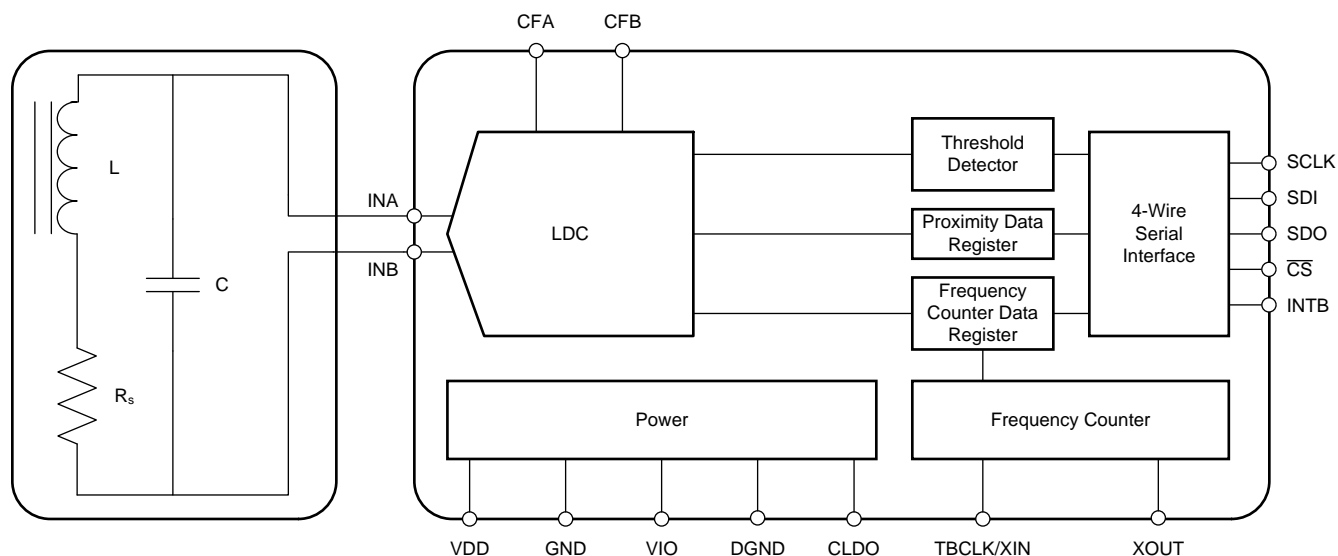 CFA
CFB
L
C
Rs
INA
INB
LDC
Threshold
Detector
Proximity Data
Register
Frequency
Counter Data
Register
4-Wire
Serial
Interface
SCLK
SDI
SDO
C̅S̅
INTB
Power
Frequency Counter
VDD
GND
VIO
DGND
CLDO
TBCLK/XIN
XOUT